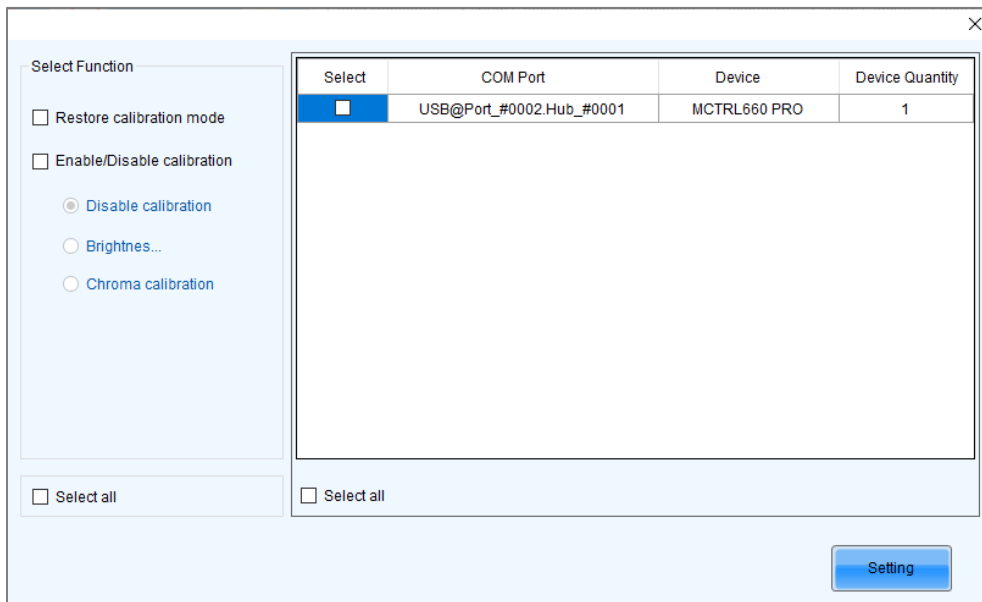 Select Function
Restore calibration mode
Enable/Disable calibration
Disable calibration
Brightnes...
Chroma calibration
Select all
Select COM Port Device Device Quantity
USB@Port_#0002.Hub_#0001 MCTRL660 PRO 1
Select all
Setting